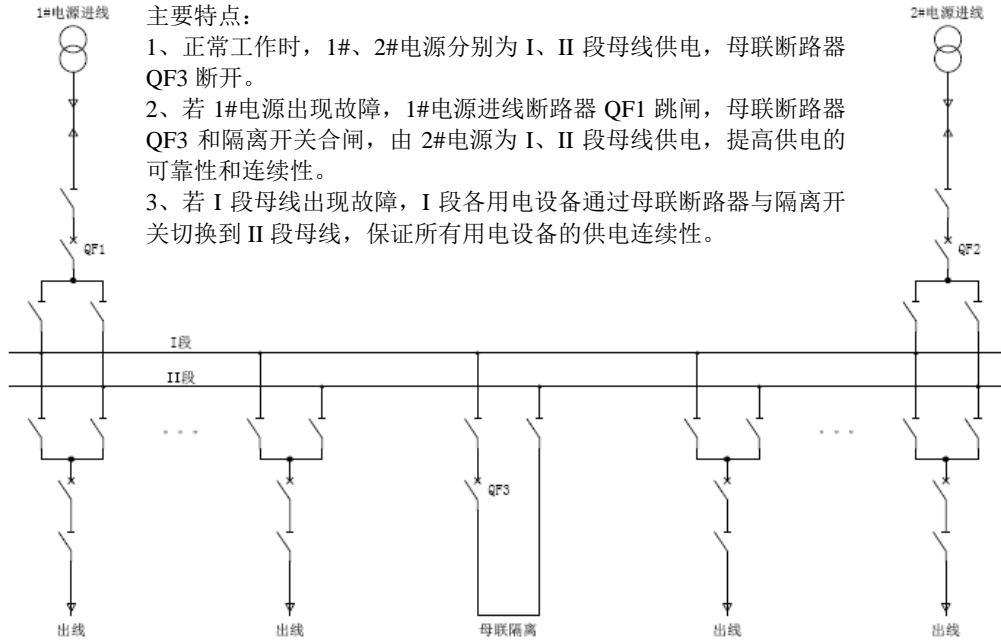 1#电源进线
主要特点：
1、正常工作时，1#、2#电源分别为 I、II 段母线供电，母联断路器
QF3 断开。
2、若 1#电源出现故障，1#电源进线断路器 QF1 跳闸，母联断路器
QF3 和隔离开关合闸，由 2#电源为 I、II 段母线供电，提高供电的
可靠性和连续性。
3、若 I 段母线出现故障，I 段各用电设备通过母联断路器与隔离开
关切换到 II 段母线，保证所有用电设备的供电连续性。
2#电源进线
QF1
QF2
I段
II段
QF3
出线
出线
母联隔离
出线
出线